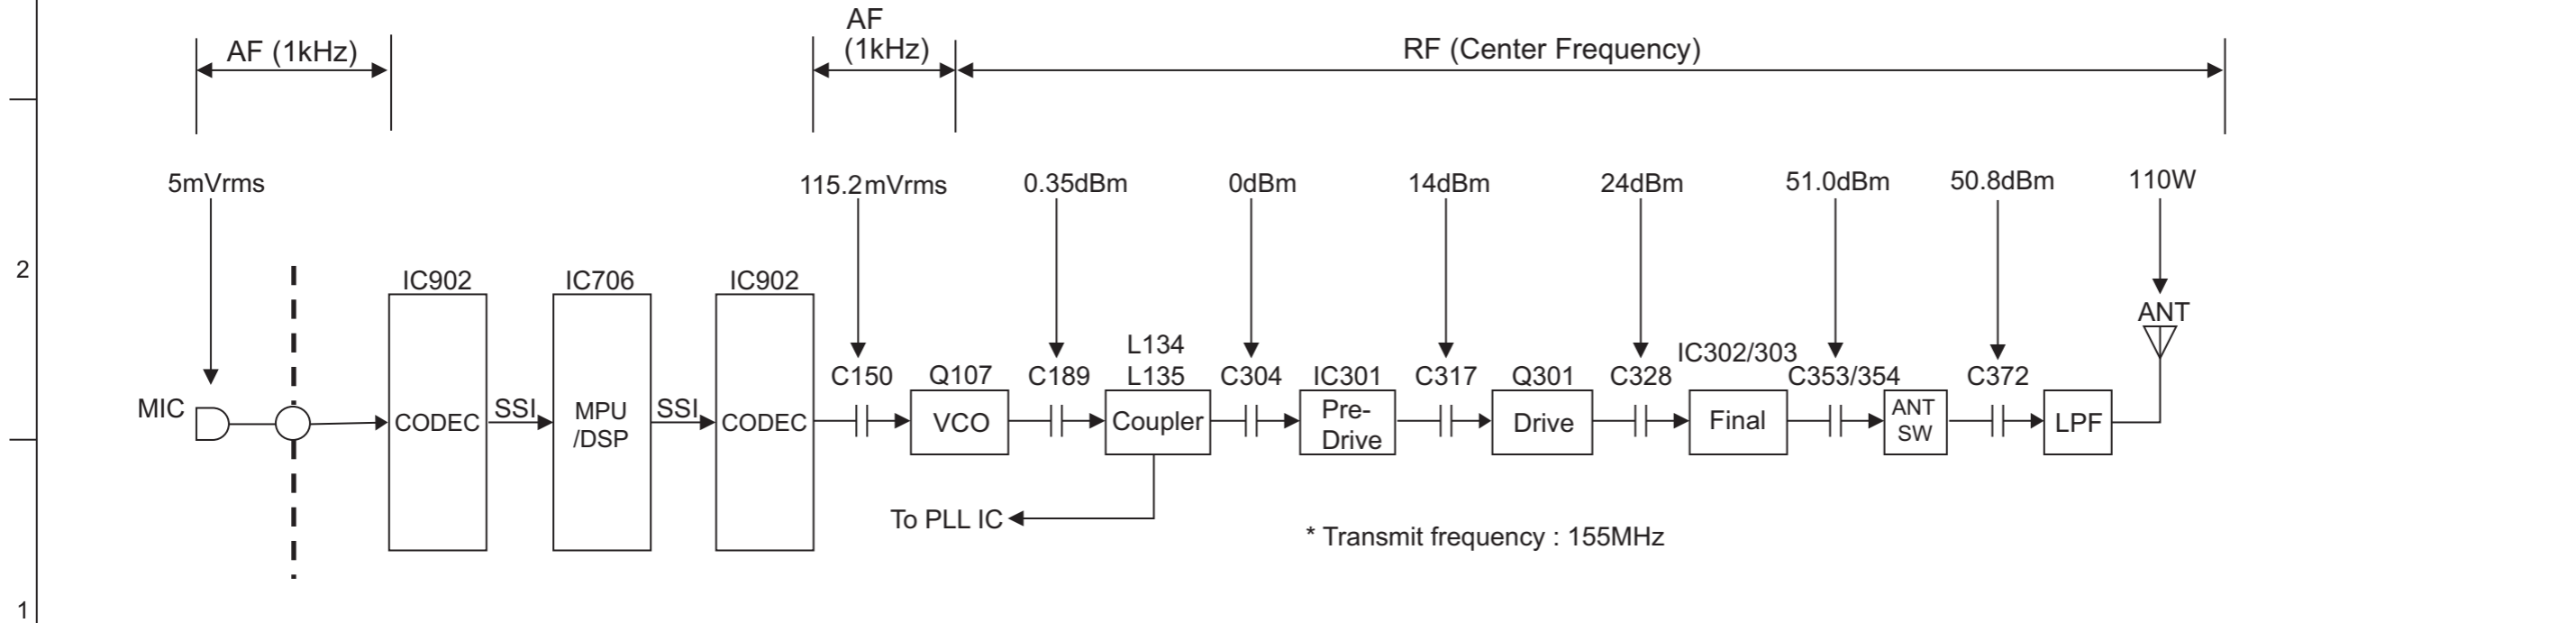 AF
AF (1kHz)
(1kHz)
RF (Center Frequency)
5mVrms
115.2mVrms
0.35dBm
0dBm
14dBm
24dBm
51.0dBm
50.8dBm
110W
2
IC902
IC706
IC902
ANT
L134
L135
IC302/303
C150
Q107
C189
C304
IC301
C317
Q301
C328
C353/354
C372
MIC
CODEC
SSI
MPU
/DSP
SSI
CODEC
VCO
Coupler
Pre-
Drive
Drive
Final
ANT
SW
LPF
To PLL IC
* Transmit frequency : 155MHz
1